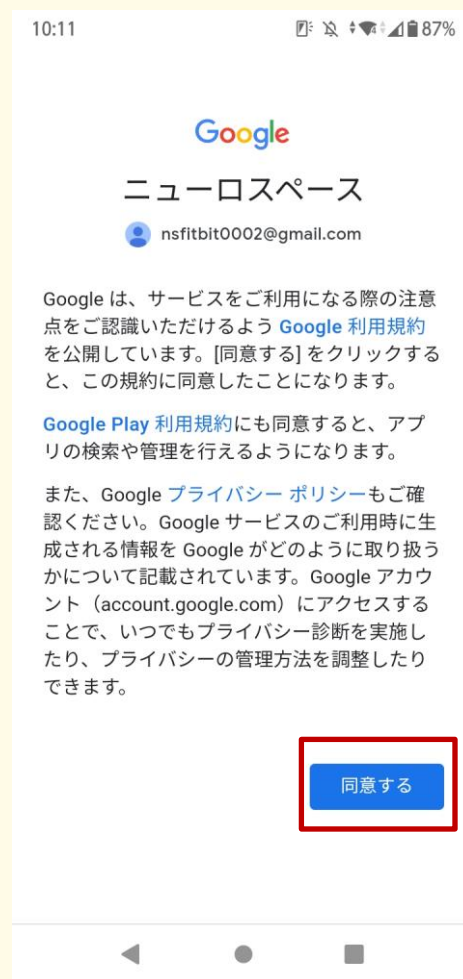 10:11 87%
Google
ニューロスペース
nsfitbit0002@gmail.com
Google は、サービスをご利用になる際の注意
点をご認識いただけるよう Google 利用規約
を公開しています。[同意する] をクリックする
と、この規約に同意したことになります。
Google Play 利用規約にも同意すると、アプ
リの検索や管理を行えるようになります。
また、Google プライバシー ポリシーもご確
認ください。Google サービスのご利用時に生
成される情報を Google がどのように取り扱う
かについて記載されています。Google アカウ
ント（account.google.com）にアクセスする
ことで、いつでもプライバシー診断を実施し
たり、プライバシーの管理方法を調整したり
できます。
同意する